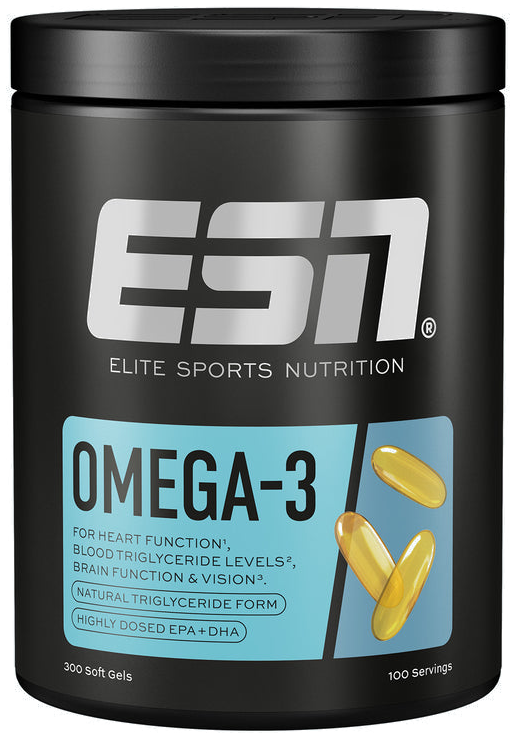 ESN®
ELITE SPORTS NUTRITION
OMEGA-3
FOR HEART FUNCTION¹,
BLOOD TRIGLYCERIDE LEVELS²,
BRAIN FUNCTION & VISION³.
NATURAL TRIGLYCERIDE FORM
HIGHLY DOSED EPA+DHA
300 Soft Gels
100 Servings